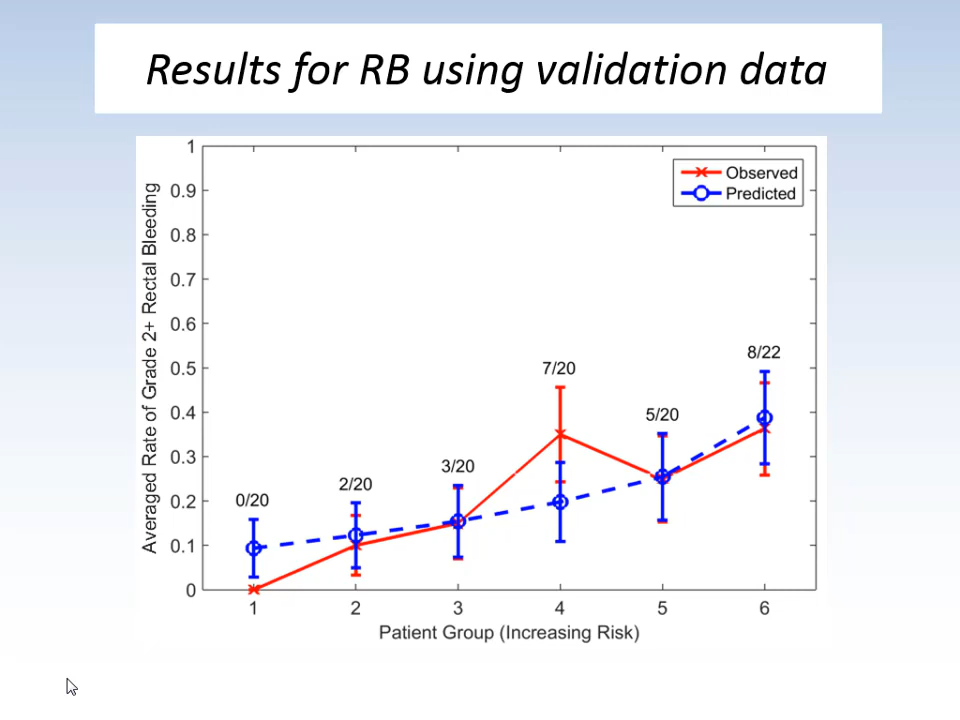 Results for RB using validation data
Averaged Rate of Grade 2+ Rectal Bleeding
1
0.9
0.8
0.7
0.6
0.5
0.4
0.3
0.2
0.1
0
Observed
Predicted
0/20
2/20
3/20
7/20
5/20
8/22
1 2 3 4 5 6
Patient Group (Increasing Risk)